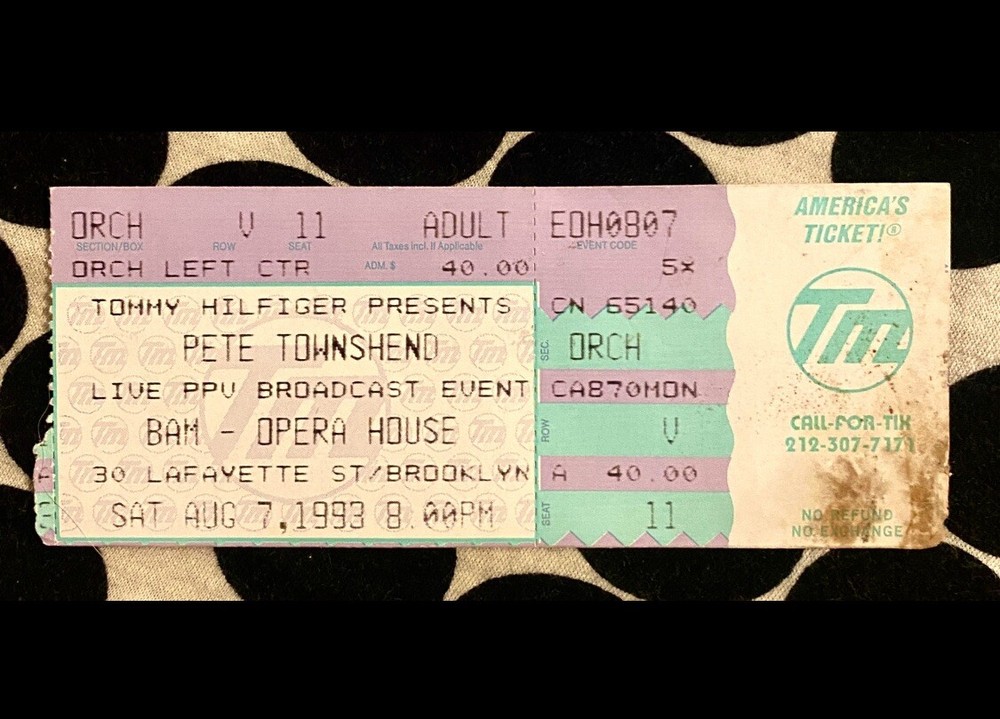 ORCH V 11 ADULT
SECTION/BOX ROW SEAT All Taxes Incl. If Applicable
ORCH LEFT CTR ADM. $ 40.00
TOMMY HILFIGER PRESENTS
PETE TOWNSHEND
LIVE PPV BROADCAST EVENT
BAM - OPERA HOUSE
30 LAFAYETTE ST/BROOKLYN
SAT AUG 7,1993 8.00PM
EOH0807
EVENT CODE
5X
CN 65140
SEC. ORCH
CA870MON
ROW V
A 40.00
SEAT 11
AMERICA'S
TICKET!®
Tm
CALL-FOR-TIX
212-307-7171
NO REFUND
NO EXCHANGE